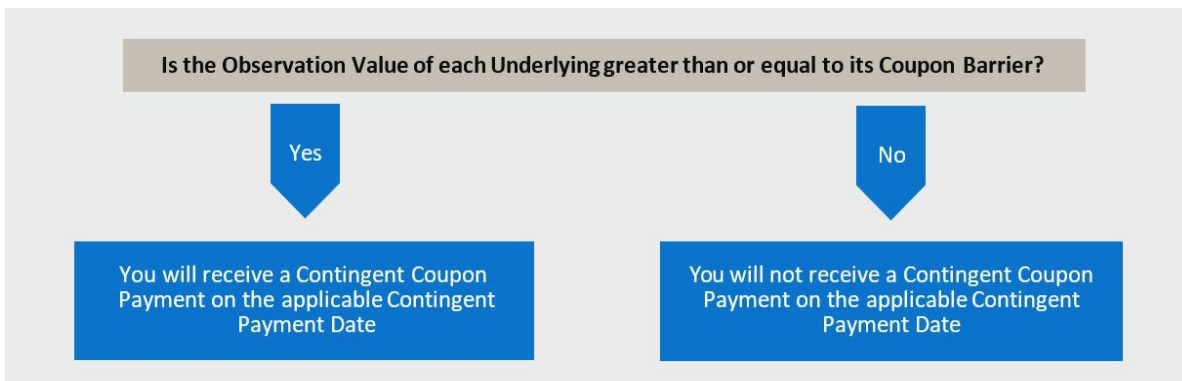 Is the Observation Value of each Underlying greater than or equal to its Coupon Barrier?
Yes
No
You will receive a Contingent Coupon
Payment on the applicable Contingent
Payment Date
You will not receive a Contingent Coupon
Payment on the applicable Contingent
Payment Date